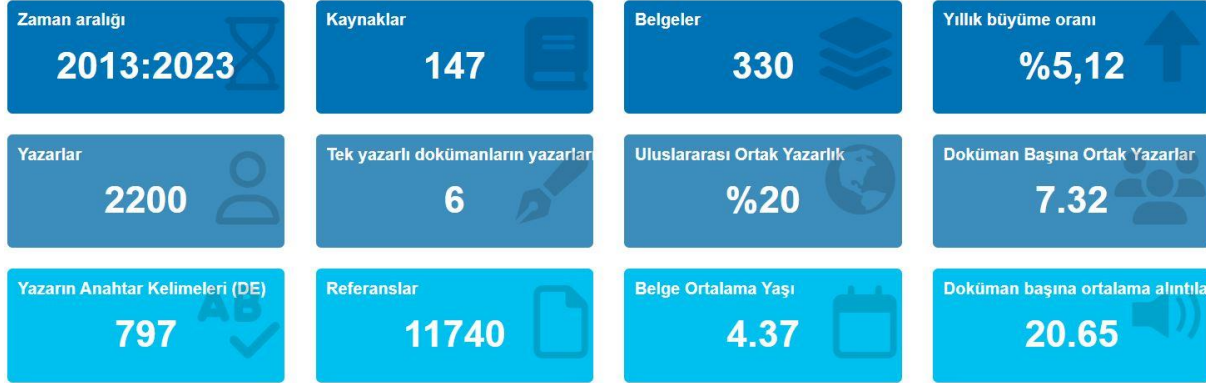 Zaman aralığı
2013:2023
Kaynaklar
147
Belgeler
330
Yıllık büyüme oranı
%5,12
Yazarlar
2200
Tek yazarlı dokümanların yazarları
6
Uluslararası Ortak Yazarlık
%20
Doküman Başına Ortak Yazarlar
7.32
Yazarın Anahtar Kelimeleri (DE)
797
AB
Referanslar
11740
Belge Ortalama Yaşı
4.37
Doküman başına ortalama alıntıla
20.65